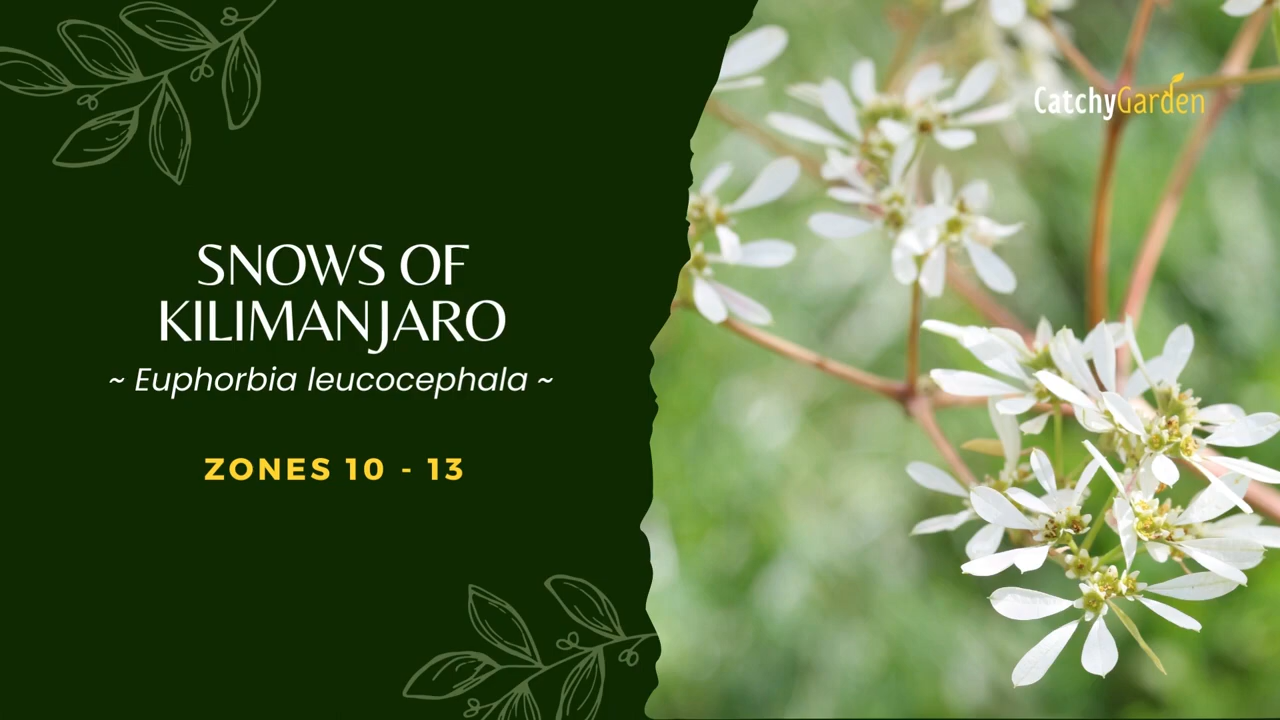 SNOWS OF
KILIMANJARO
~ Euphorbia leucocephala ~
ZONES 10 - 13
CatchyGarden